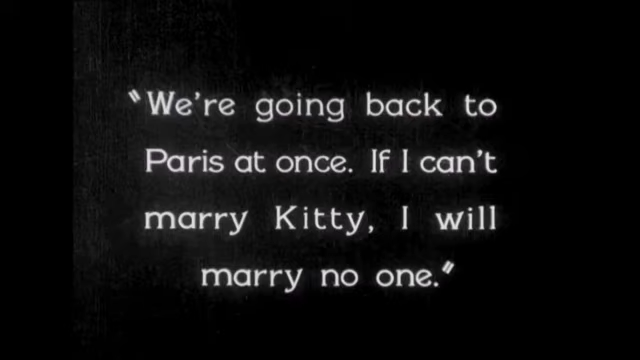 "We're going back to
Paris at once. If I can't
marry Kitty, I will
marry no one."